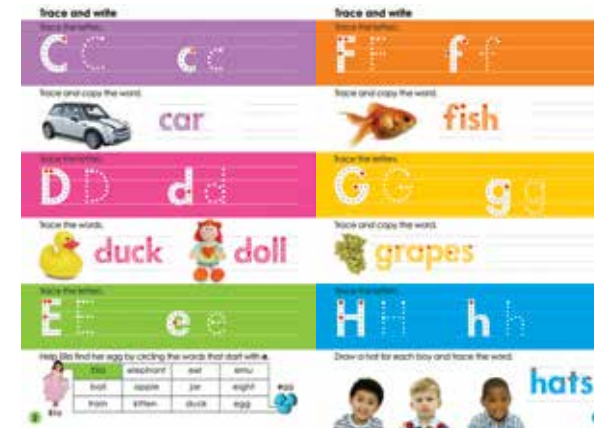 Trace and write
Trace the letters.
C C c c
Trace and copy the word.
car
Trace the letters.
D D d d
Trace the words.
duck doll
Trace the letters.
E E e e
Help Ella find her egg by circling the words that start with e.
Ella elephant eel emu
ball apple jar eight egg
train kitten duck egg
Ella
2
Trace and write
Trace the letters.
F F f f
Trace and copy the word.
fish
Trace the letters.
G G g g
Trace and copy the word.
grapes
Trace the letters.
H H h h
Draw a hat for each boy and trace the word.
hats